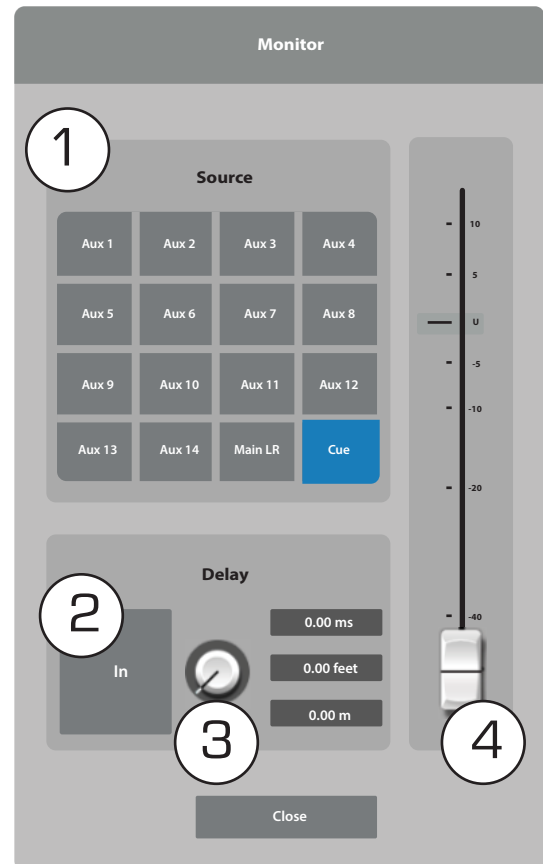 Monitor
1
Source
Aux 1 Aux 2 Aux 3 Aux 4
Aux 5 Aux 6 Aux 7 Aux 8
Aux 9 Aux 10 Aux 11 Aux 12
Aux 13 Aux 14 Main LR Cue
10
5
U
-5
-10
-20
-40
Delay
2
In
0.00 ms
0.00 feet
0.00 m
3
4
Close